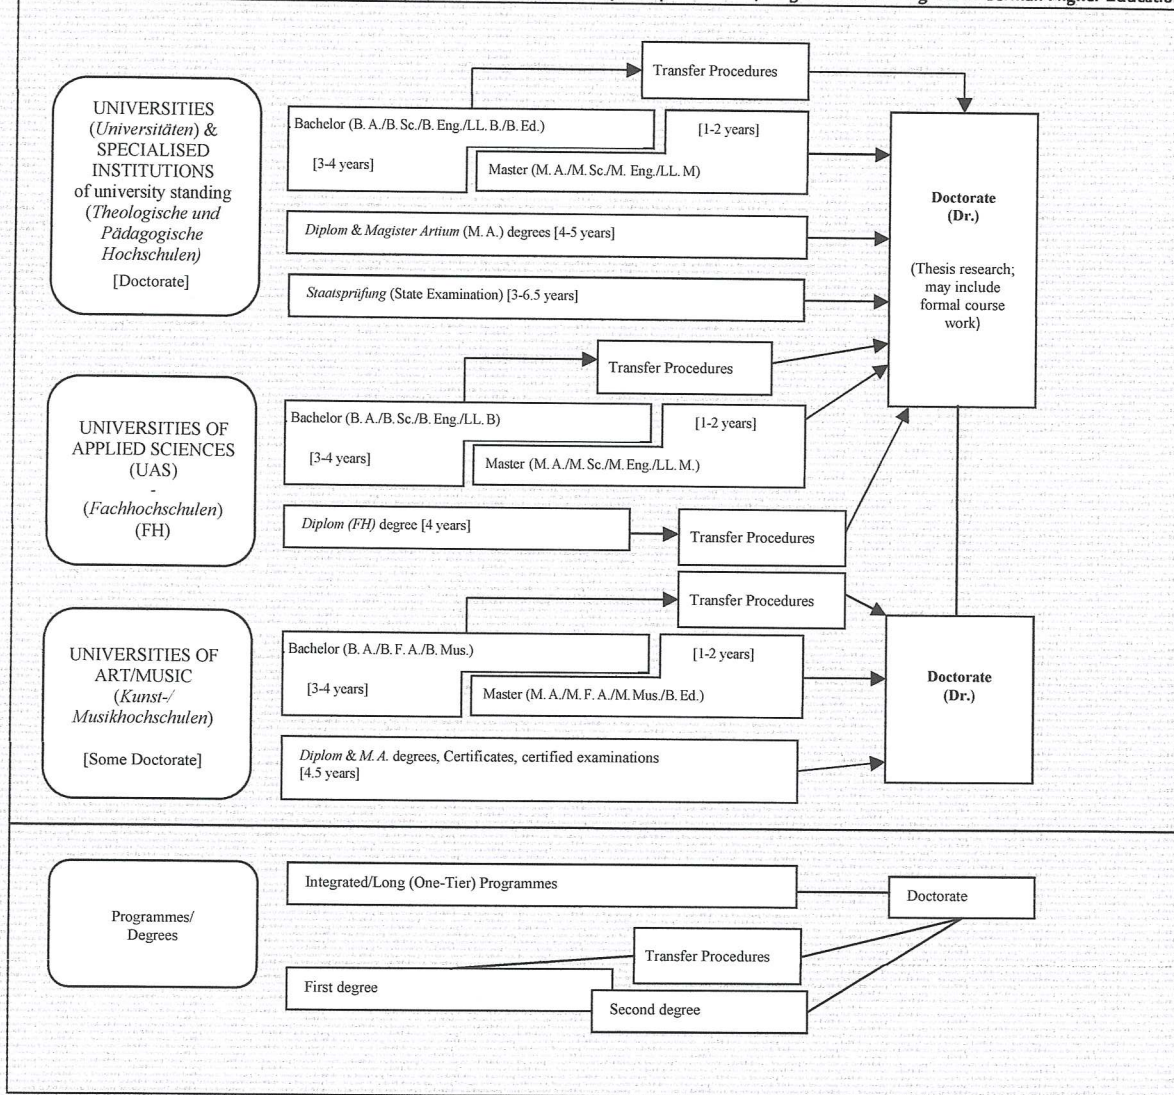 UNIVERSITIES
(Universitäten) &
SPECIALISED
INSTITUTIONS
of university standing
(Theologische und
Pädagogische
Hochschulen)
[Doctorate]
Transfer Procedures
Bachelor (B. A./B. Sc./B. Eng./LL. B./B. Ed.)
[3-4 years]
[1-2 years]
Master (M. A./M. Sc./M. Eng./LL. M)
Diplom & Magister Artium (M. A.) degrees [4-5 years]
Staatsprüfung (State Examination) [3-6.5 years]
Doctorate
(Dr.)
(Thesis research;
may include
formal course
work)
UNIVERSITIES OF
APPLIED SCIENCES
(UAS)
-
(Fachhochschulen)
(FH)
Transfer Procedures
Bachelor (B. A./B. Sc./B. Eng./LL. B)
[3-4 years]
[1-2 years]
Master (M. A./M. Sc./M. Eng./LL. M.)
Diplom (FH) degree [4 years]
Transfer Procedures
UNIVERSITIES OF
ART/MUSIC
(Kunst-/
Musikhochschulen)
[Some Doctorate]
Transfer Procedures
Bachelor (B. A./B. F. A./B. Mus.)
[3-4 years]
[1-2 years]
Master (M. A./M. F. A./M. Mus./B. Ed.)
Diplom & M. A. degrees, Certificates, certified examinations
[4.5 years]
Doctorate
(Dr.)
Programmes/
Degrees
Integrated/Long (One-Tier) Programmes
Doctorate
Transfer Procedures
First degree
Second degree